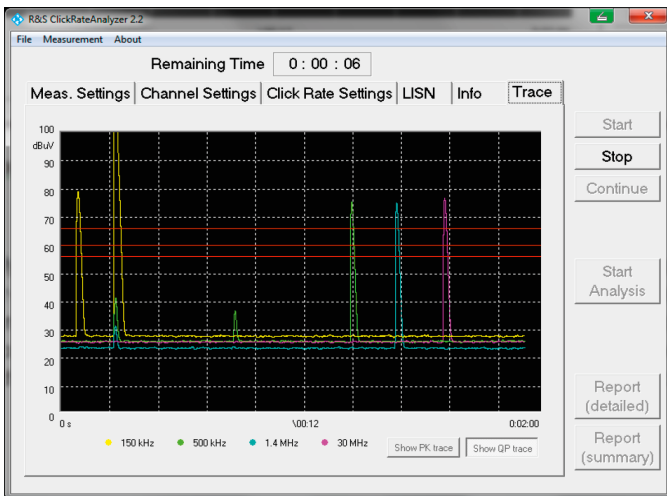 R&S ClickRateAnalyzer 2.2
File Measurement About
Remaining Time 0 : 00 : 06
Meas. Settings Channel Settings Click Rate Settings LISN Info Trace
100
dBuV
90
80
70
60
50
40
30
20
10
0
0 s \00:12 0:02:00
150 kHz 500 kHz 1.4 MHz 30 MHz Show PK trace Show QP trace
Start
Stop
Continue
Start
Analysis
Report
(detailed)
Report
(summary)